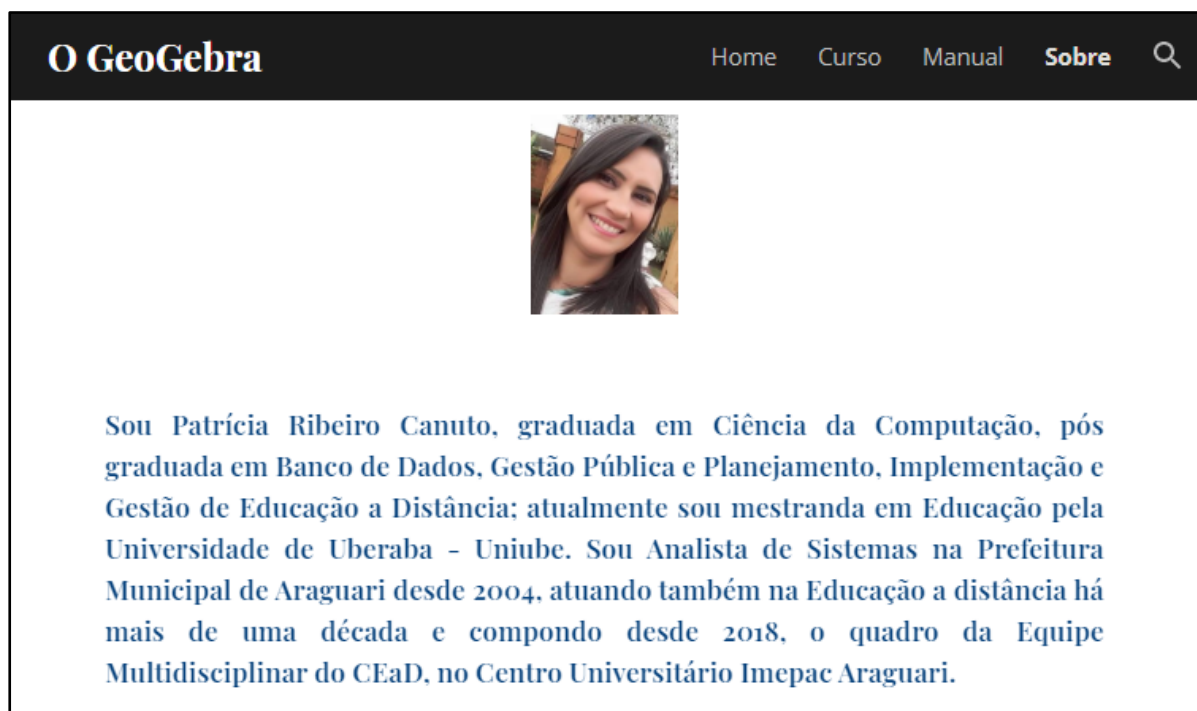 O GeoGebra
Home Curso Manual Sobre
Sou Patrícia Ribeiro Canuto, graduada em Ciência da Computação, pós
graduada em Banco de Dados, Gestão Pública e Planejamento, Implementação e
Gestão de Educação a Distância; atualmente sou mestranda em Educação pela
Universidade de Uberaba - Uniube. Sou Analista de Sistemas na Prefeitura
Municipal de Araguari desde 2004, atuando também na Educação a distância há
mais de uma década e compondo desde 2018, o quadro da Equipe
Multidisciplinar do CEaD, no Centro Universitário Imepac Araguari.